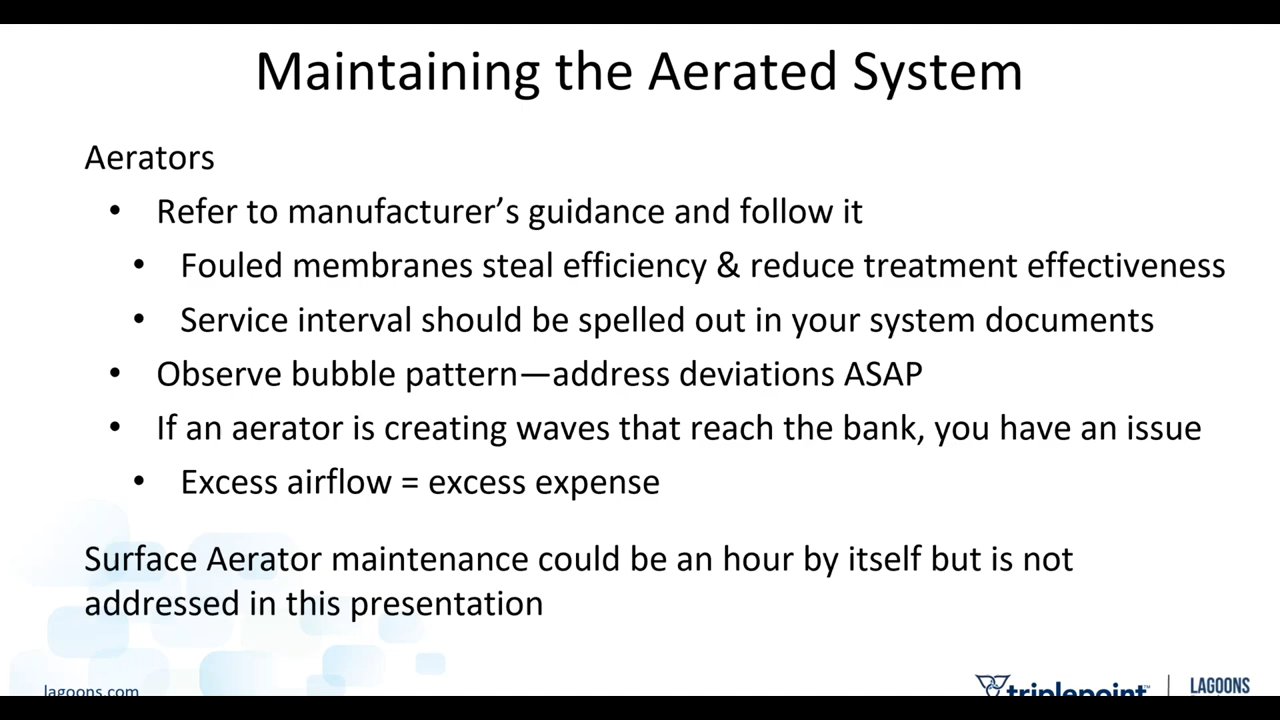 Maintaining the Aerated System
Aerators
• Refer to manufacturer’s guidance and follow it
• Fouled membranes steal efficiency & reduce treatment effectiveness
• Service interval should be spelled out in your system documents
• Observe bubble pattern—address deviations ASAP
• If an aerator is creating waves that reach the bank, you have an issue
• Excess airflow = excess expense
Surface Aerator maintenance could be an hour by itself but is not
addressed in this presentation
lagoons.com
triplepoint™ | LAGOONS